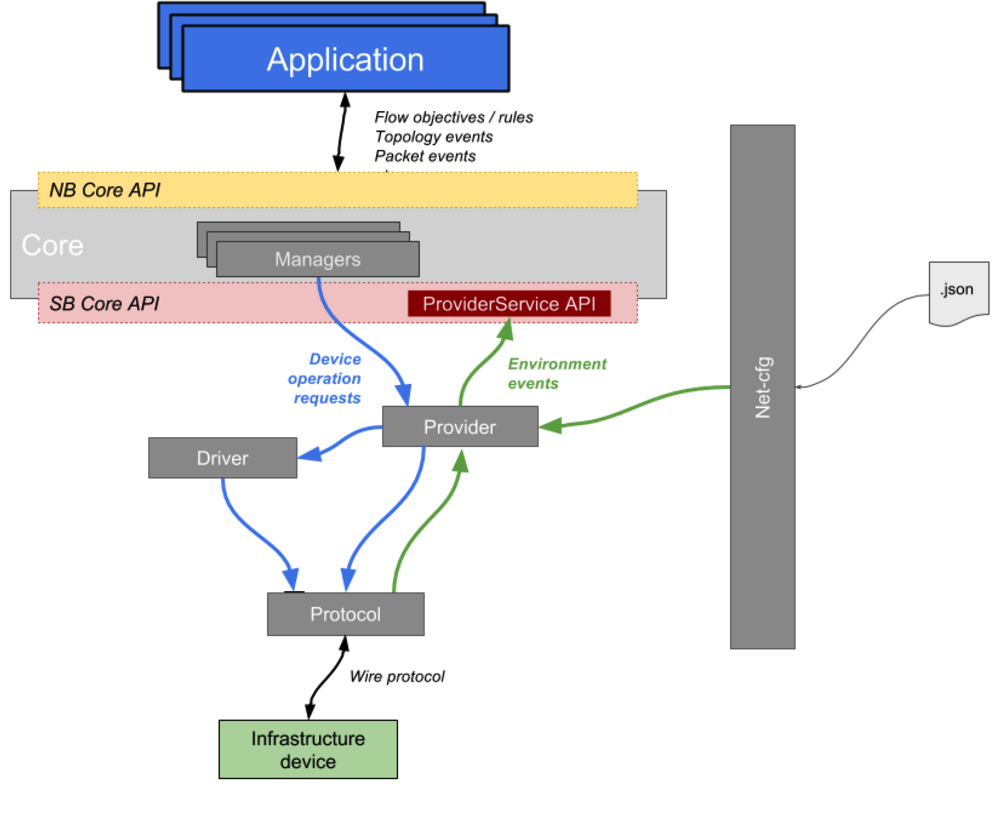 Application
Flow objectives / rules
Topology events
Packet events
NB Core API
Core
Managers
SB Core API
ProviderService API
Device
operation
requests
Environment
events
Net-cfg
.json
Provider
Driver
Protocol
Wire protocol
Infrastructure
device